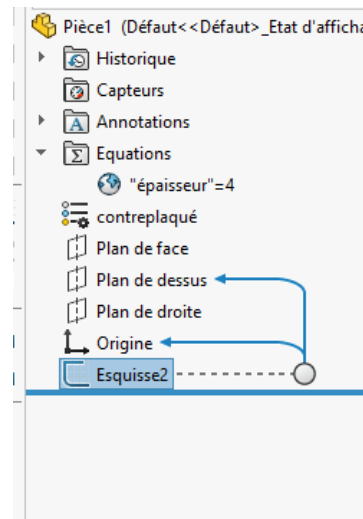 Pièce1 (Défaut<<Défaut>_Etat d'afficha
Historique
Capteurs
Annotations
Equations
"épaisseur"=4
contreplaqué
Plan de face
Plan de dessus
Plan de droite
Origine
Esquisse2